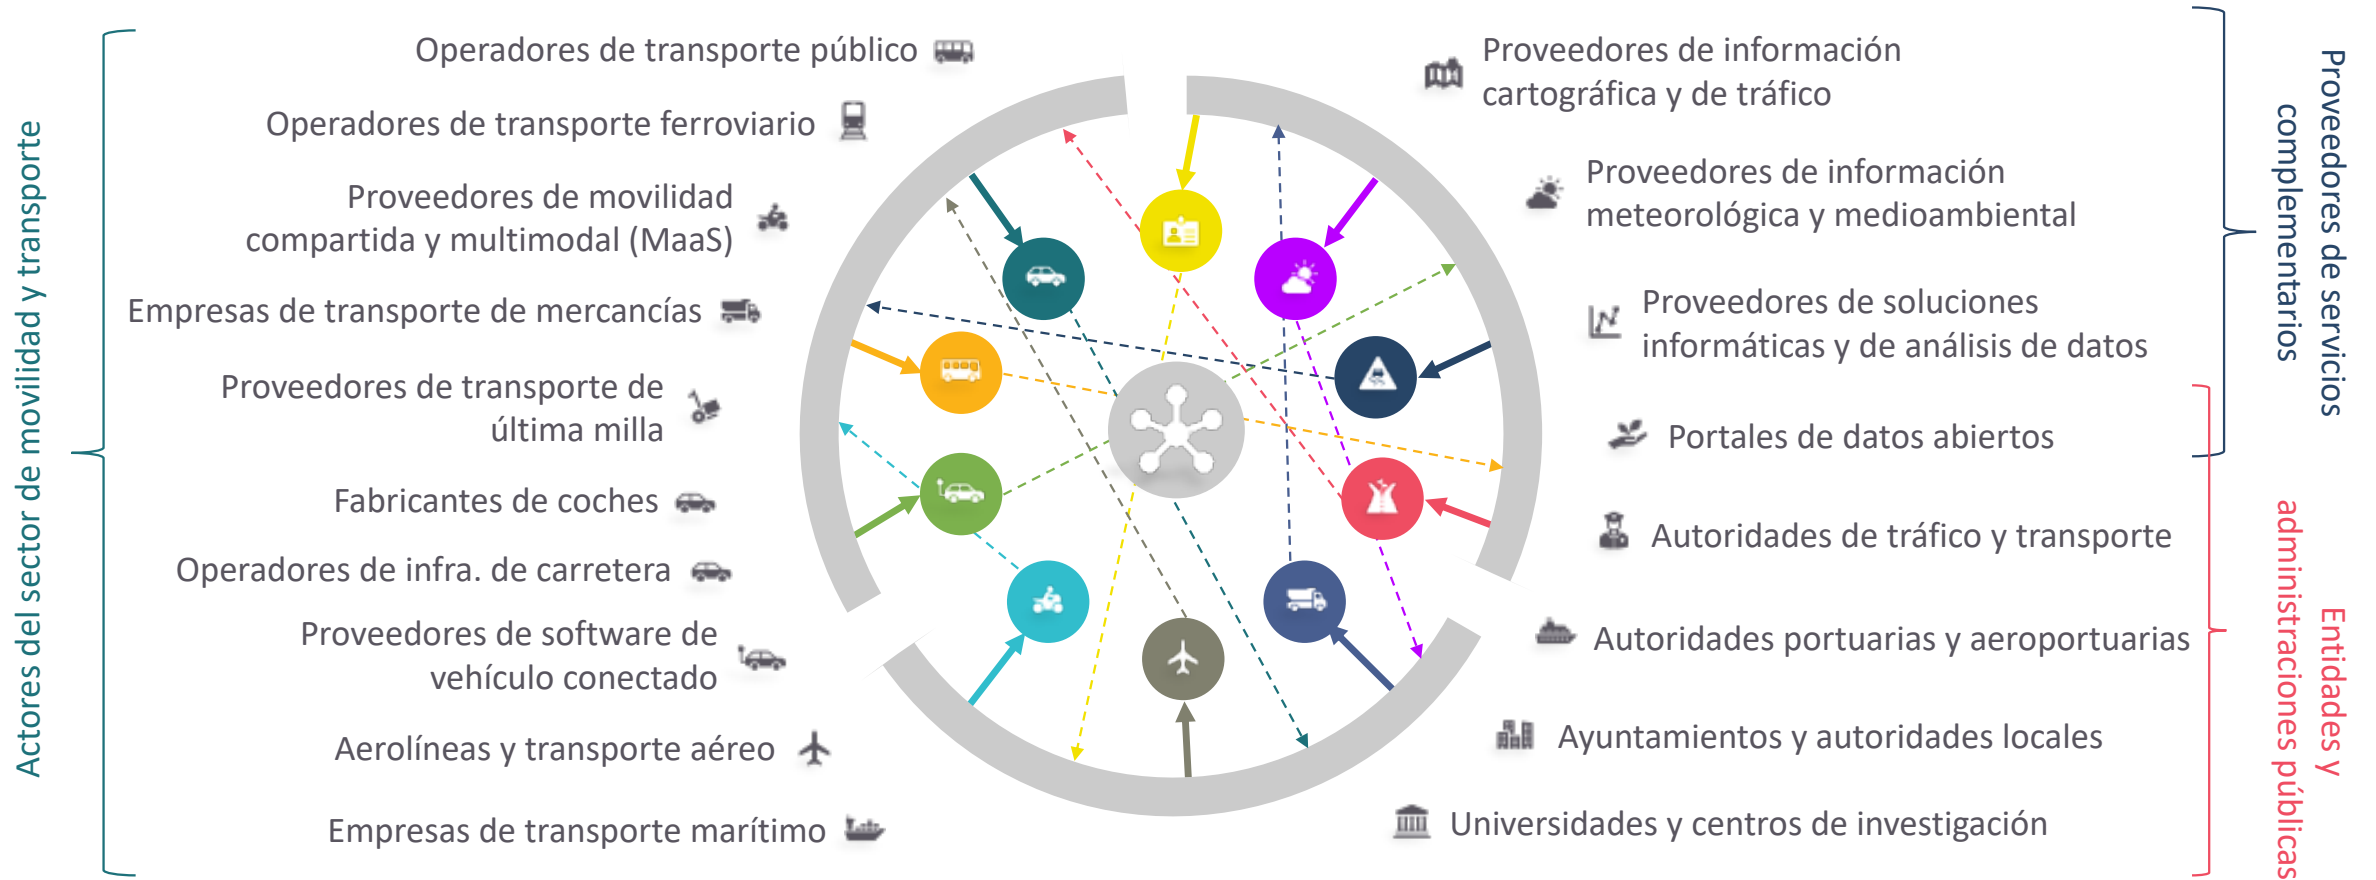 Actores del sector de movilidad y transporte
Operadores de transporte público
Operadores de transporte ferroviario
Proveedores de movilidad
compartida y multimodal (MaaS)
Empresas de transporte de mercancías
Proveedores de transporte de
última milla
Fabricantes de coches
Operadores de infra. de carretera
Proveedores de software de
vehículo conectado
Aerolíneas y transporte aéreo
Empresas de transporte marítimo
Proveedores de información
cartográfica y de tráfico
Proveedores de información
meteorológica y medioambiental
Proveedores de soluciones
informáticas y de análisis de datos
Portales de datos abiertos
Autoridades de tráfico y transporte
Autoridades portuarias y aeroportuarias
Ayuntamientos y autoridades locales
Universidades y centros de investigación
Proveedores de servicios
complementarios
Entidades y
administraciones públicas